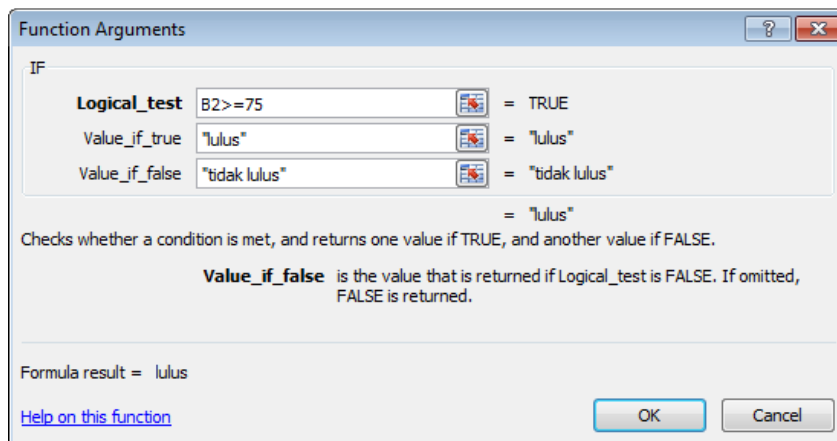 Function Arguments
IF
Logical_test B2>=75 = TRUE
Value_if_true "lulus" = "lulus"
Value_if_false "tidak lulus" = "tidak lulus"
= "lulus"
Checks whether a condition is met, and returns one value if TRUE, and another value if FALSE.
Value_if_false is the value that is returned if Logical_test is FALSE. If omitted,
FALSE is returned.
Formula result = lulus
Help on this function OK Cancel